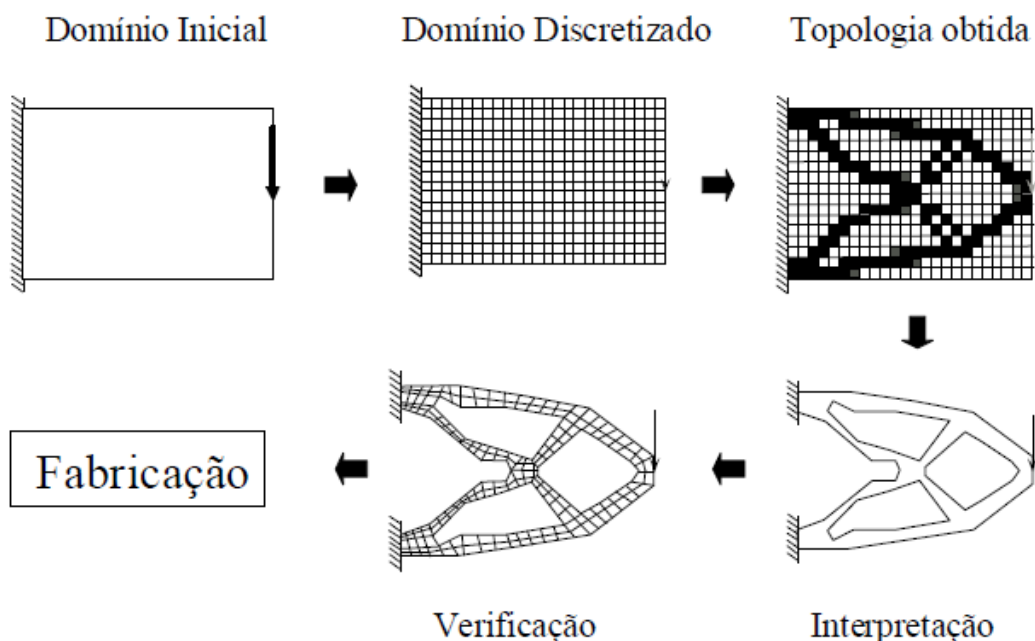 Domínio Inicial
Domínio Discretizado
Topologia obtida
Fabricação
Verificação
Interpretação